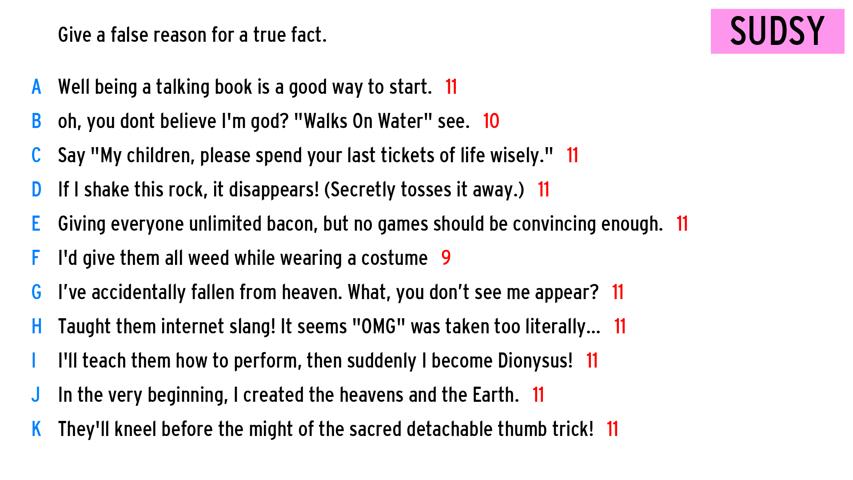 Give a false reason for a true fact.
SUDSY
A Well being a talking book is a good way to start. 11
B oh, you dont believe I'm god? "Walks On Water" see. 10
C Say "My children, please spend your last tickets of life wisely." 11
D If I shake this rock, it disappears! (Secretly tosses it away.) 11
E Giving everyone unlimited bacon, but no games should be convincing enough. 11
F I'd give them all weed while wearing a costume 9
G I’ve accidentally fallen from heaven. What, you don’t see me appear? 11
H Taught them internet slang! It seems "OMG" was taken too literally... 11
I I'll teach them how to perform, then suddenly I become Dionysus! 11
J In the very beginning, I created the heavens and the Earth. 11
K They'll kneel before the might of the sacred detachable thumb trick! 11